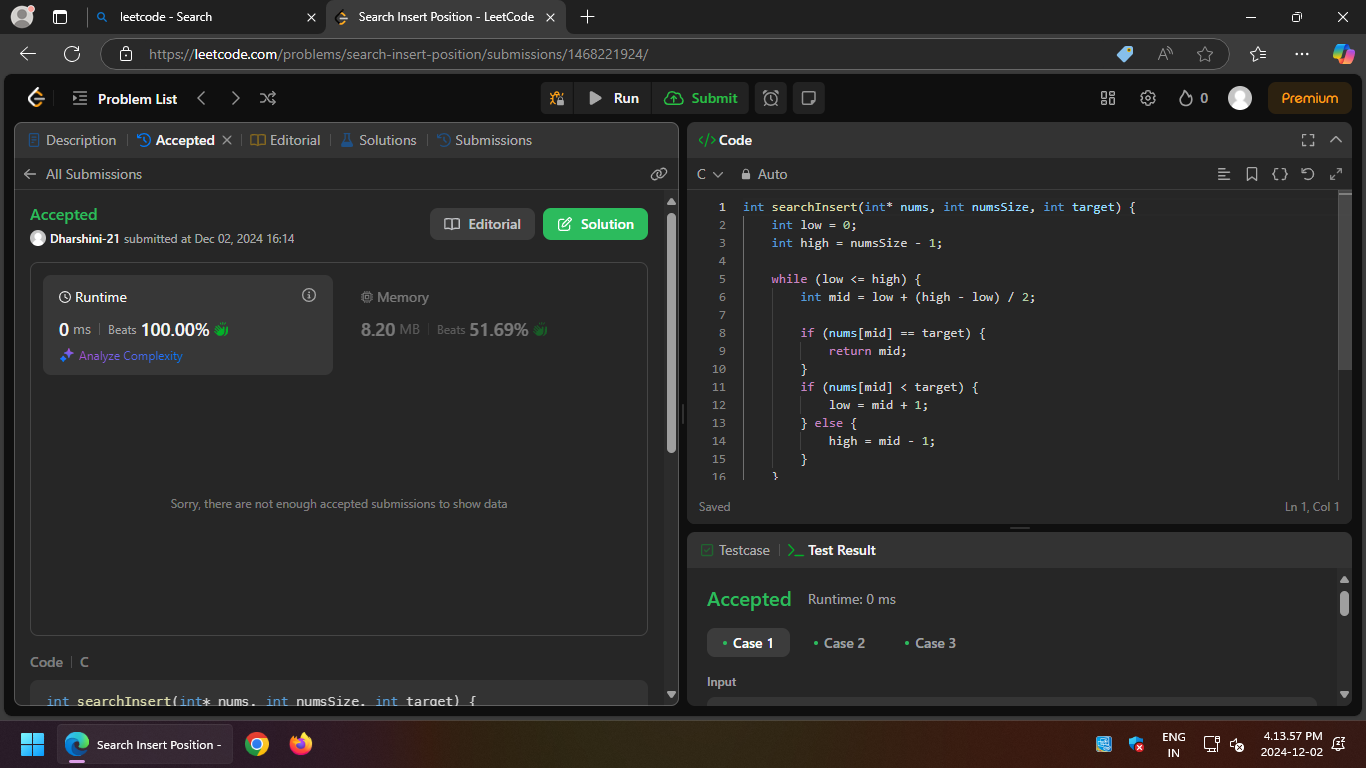 leetcode - Search
Search Insert Position - LeetCode
https://leetcode.com/problems/search-insert-position/submissions/1468221924/
Problem List
Run
Submit
0
Premium
Description
Accepted
Editorial
Solutions
Submissions
All Submissions
Accepted
Dharshini-21 submitted at Dec 02, 2024 16:14
Editorial
Solution
Runtime
0 ms | Beats 100.00%
Analyze Complexity
Memory
8.20 MB | Beats 51.69%
Sorry, there are not enough accepted submissions to show data
Code | C
int searchInsert(int* nums, int numsSize, int target) {
</> Code
C
Auto
1 int searchInsert(int* nums, int numsSize, int target) {
2 int low = 0;
3 int high = numsSize - 1;
4
5 while (low <= high) {
6 int mid = low + (high - low) / 2;
7
8 if (nums[mid] == target) {
9 return mid;
10 }
11 if (nums[mid] < target) {
12 low = mid + 1;
13 } else {
14 high = mid - 1;
15 }
16 }
Saved
Ln 1, Col 1
Testcase
Test Result
Accepted
Runtime: 0 ms
• Case 1
• Case 2
• Case 3
Input
Search Insert Position -
ENG
IN
4.13.57 PM
2024-12-02